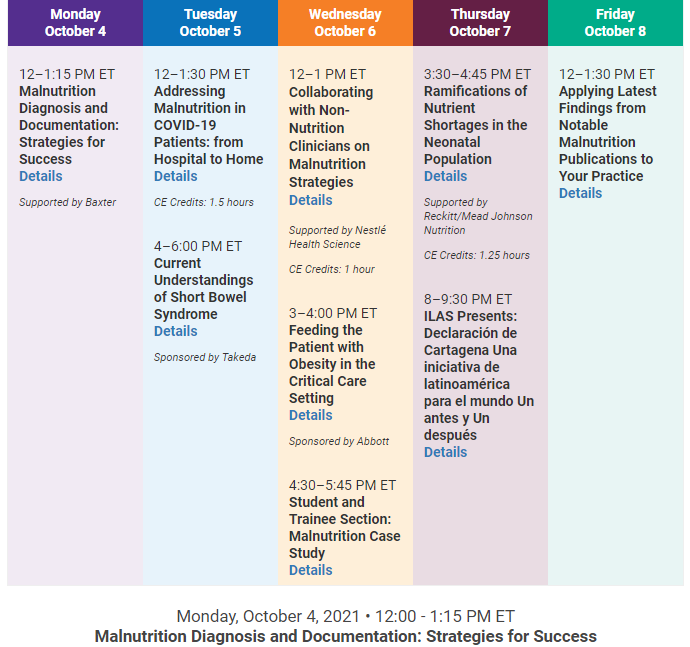 Monday
October 4
Tuesday
October 5
Wednesday
October 6
Thursday
October 7
Friday
October 8
12–1:15 PM ET
Malnutrition
Diagnosis and
Documentation:
Strategies for
Success
Details
Supported by Baxter
12–1:30 PM ET
Addressing
Malnutrition in
COVID-19
Patients: from
Hospital to Home
Details
CE Credits: 1.5 hours
4–6:00 PM ET
Current
Understandings
of Short Bowel
Syndrome
Details
Sponsored by Takeda
12–1 PM ET
Collaborating
with Non-
Nutrition
Clinicians on
Malnutrition
Strategies
Details
Supported by Nestlé
Health Science
CE Credits: 1 hour
3–4:00 PM ET
Feeding the
Patient with
Obesity in the
Critical Care
Setting
Details
Sponsored by Abbott
4:30–5:45 PM ET
Student and
Trainee Section:
Malnutrition Case
Study
Details
3:30–4:45 PM ET
Ramifications of
Nutrient
Shortages in the
Neonatal
Population
Details
Supported by
Reckitt/Mead Johnson
Nutrition
CE Credits: 1.25 hours
8–9:30 PM ET
ILAS Presents:
Declaración de
Cartagena Una
iniciativa de
latinoamérica
para el mundo Un
antes y Un
después
Details
12–1:30 PM ET
Applying Latest
Findings from
Notable
Malnutrition
Publications to
Your Practice
Details
Monday, October 4, 2021 • 12:00 - 1:15 PM ET
Malnutrition Diagnosis and Documentation: Strategies for Success